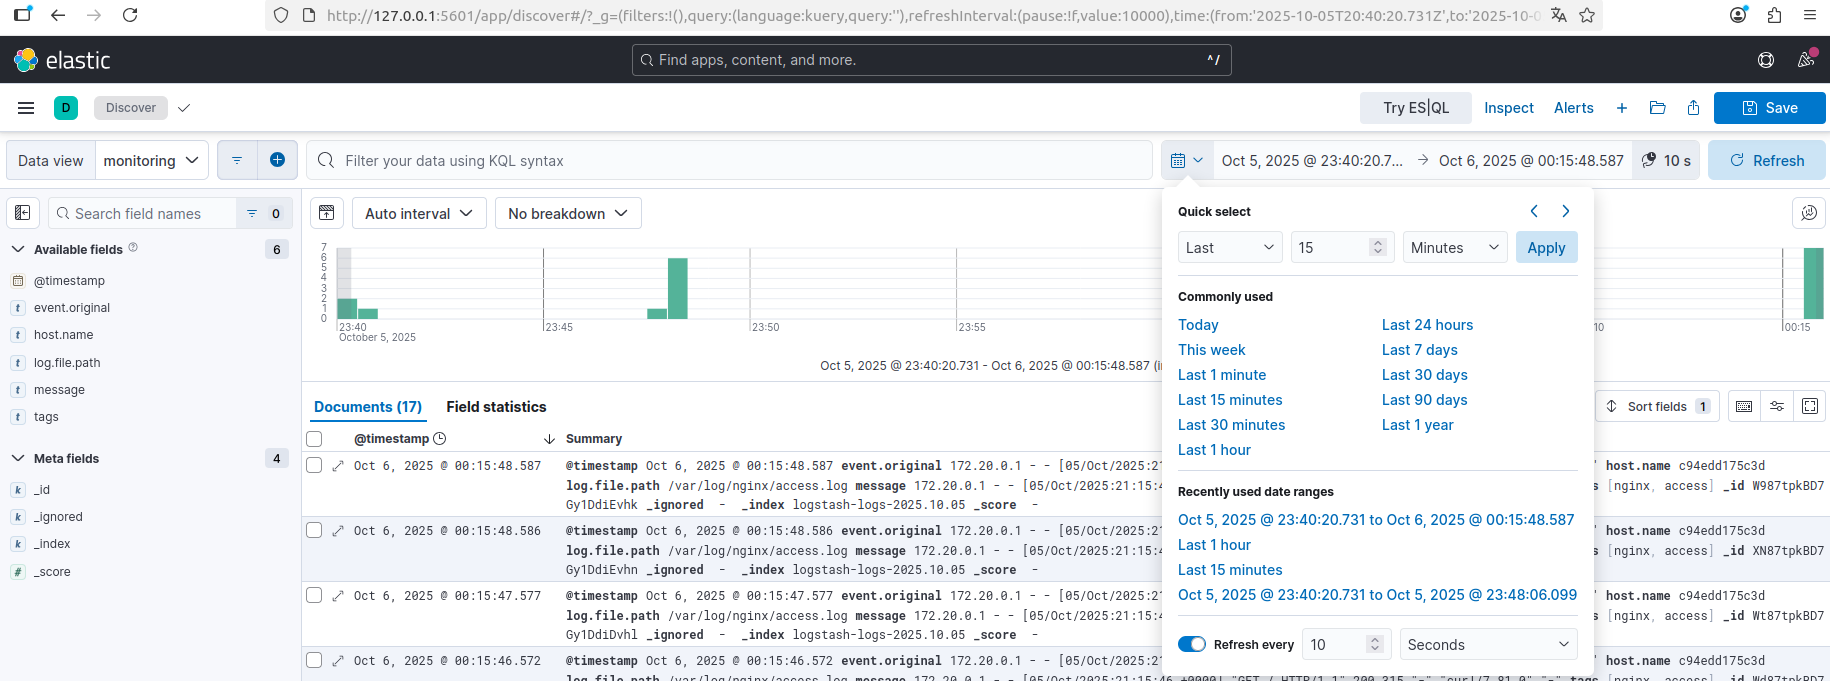 http://127.0.0.1:5601/app/discover#/?_g=(filters:!(),query:(language:kuery,query:''),refreshInterval:(pause:!f,value:10000),time:(from:'2025-10-05T20:40:20.731Z',to:'2025-10-0
elastic
Find apps, content, and more.
^/
D
Discover
Try ES|QL
Inspect
Alerts
Save
Data view
monitoring
Filter your data using KQL syntax
Oct 5, 2025 @ 23:40:20.7... → Oct 6, 2025 @ 00:15:48.587
10 s
Refresh
Search field names
0
Available fields
6
@timestamp
event.original
host.name
log.file.path
message
tags
Meta fields
4
_id
_ignored
_index
_score
Auto interval
No breakdown
7
6
5
4
3
2
1
0
23:40
October 5, 2025
23:45
23:50
23:55
10
00:15
Oct 5, 2025 @ 23:40:20.731 - Oct 6, 2025 @ 00:15:48.587 (i
Documents (17)
Field statistics
Sort fields 1
@timestamp
Summary
Oct 6, 2025 @ 00:15:48.587
@timestamp Oct 6, 2025 @ 00:15:48.587 event.original 172.20.0.1 - - [05/Oct/2025:21 host.name c94edd175c3d
log.file.path /var/log/nginx/access.log message 172.20.0.1 - - [05/Oct/2025:21:15:4 s [nginx, access] _id W987tpkBD7
Gy1DdiEvhk _ignored - _index logstash-logs-2025.10.05 _score -
Oct 6, 2025 @ 00:15:48.586
@timestamp Oct 6, 2025 @ 00:15:48.586 event.original 172.20.0.1 - - [05/Oct/2025:21 host.name c94edd175c3d
log.file.path /var/log/nginx/access.log message 172.20.0.1 - - [05/Oct/2025:21:15:4 s [nginx, access] _id XN87tpkBD7
Gy1DdiEvhn _ignored - _index logstash-logs-2025.10.05 _score -
Oct 6, 2025 @ 00:15:47.577
@timestamp Oct 6, 2025 @ 00:15:47.577 event.original 172.20.0.1 - - [05/Oct/2025:21 host.name c94edd175c3d
log.file.path /var/log/nginx/access.log message 172.20.0.1 - - [05/Oct/2025:21:15:4 s [nginx, access] _id Wt87tpkBD7
Gy1DdiDvhl _ignored - _index logstash-logs-2025.10.05 _score -
Oct 6, 2025 @ 00:15:46.572
@timestamp Oct 6, 2025 @ 00:15:46.572 event.original 172.20.0.1 - - [05/Oct/2025:21 host.name c94edd175c3d
Quick select
Last
15
Minutes
Apply
Commonly used
Today
Last 24 hours
This week
Last 7 days
Last 1 minute
Last 30 days
Last 15 minutes
Last 90 days
Last 30 minutes
Last 1 year
Last 1 hour
Recently used date ranges
Oct 5, 2025 @ 23:40:20.731 to Oct 6, 2025 @ 00:15:48.587
Last 1 hour
Last 15 minutes
Oct 5, 2025 @ 23:40:20.731 to Oct 5, 2025 @ 23:48:06.099
Refresh every
10
Seconds